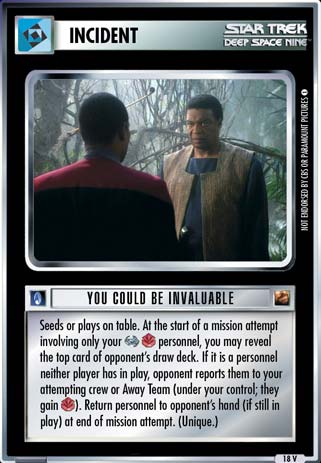 INCIDENT
STAR TREK
DEEP SPACE NINE
NOT ENDORSED BY CBS OR PARAMOUNT PICTURES
YOU COULD BE INVALUABLE
Seeds or plays on table. At the start of a mission attempt
involving only your personnel, you may reveal
the top card of opponent's draw deck. If it is a personnel
neither player has in play, opponent reports them to your
attempting crew or Away Team (under your control; they
gain ). Return personnel to opponent's hand (if still in
play) at end of mission attempt. (Unique.)
18 V